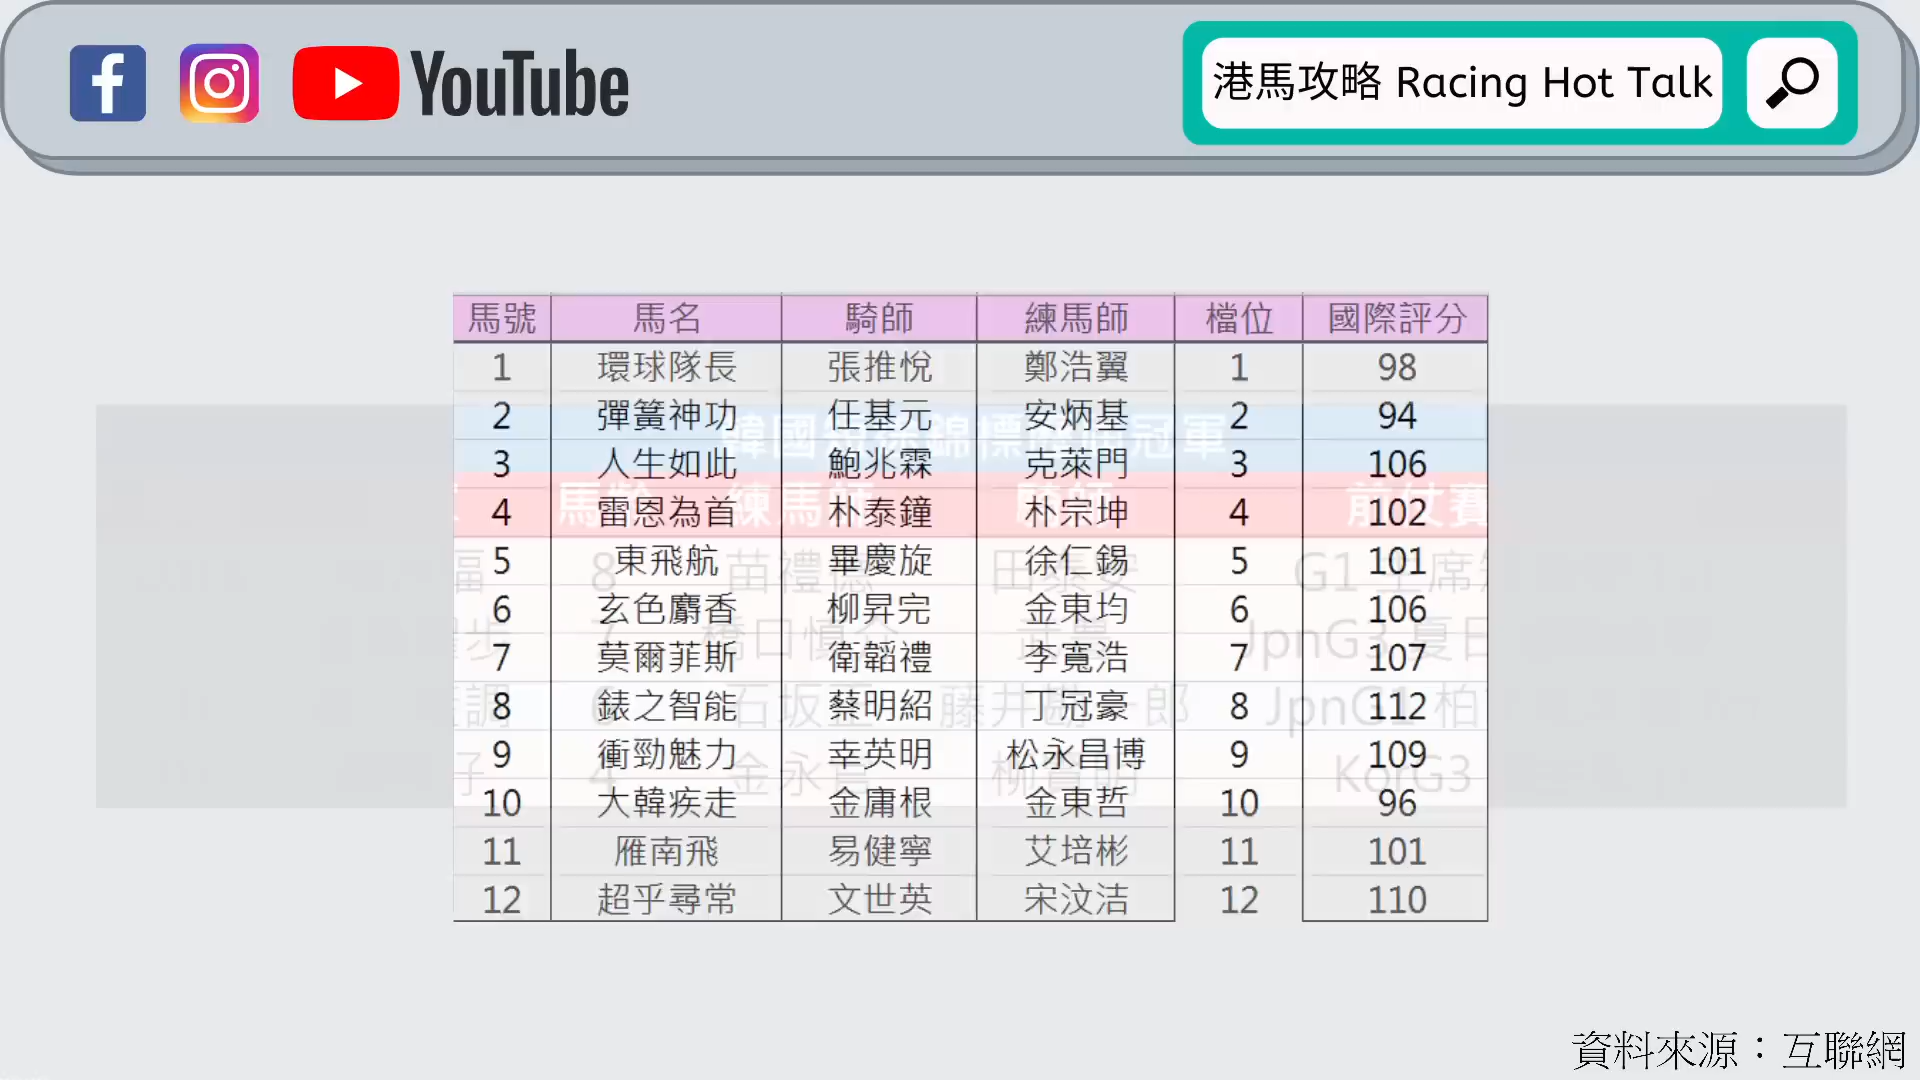 YouTube
港馬攻略 Racing Hot Talk
馬號 馬名 騎師 練馬師 檔位 國際評分
1 環球隊長 張推悅 鄭浩翼 1 98
2 彈簧神功 任基元 安炳基 2 94
3 人生如此 鮑兆霖 克萊門 3 106
4 雷恩為首 朴泰鐘 朴宗坤 4 102
5 東飛航 畢慶旋 徐仁錫 5 101
6 玄色麝香 柳昇完 金東均 6 106
7 莫爾菲斯 衛韜禮 李寬浩 7 107
8 錶之智能 蔡明紹 丁冠豪 8 112
9 衝勁魅力 幸英明 松永昌博 9 109
10 大韓疾走 金庸根 金東哲 10 96
11 雁南飛 易健寧 艾培彬 11 101
12 超乎尋常 文世英 宋汶洁 12 110
資料來源：互聯網